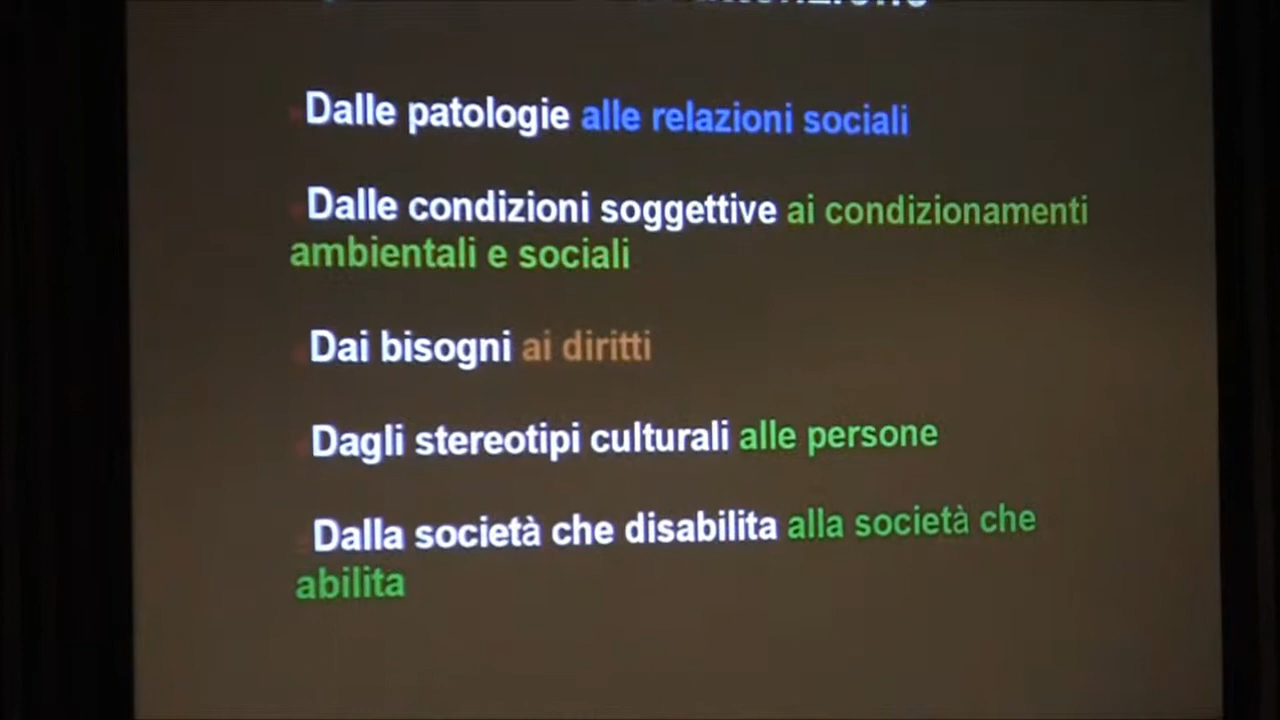 Dalle patologie alle relazioni sociali
Dalle condizioni soggettive ai condizionamenti
ambientali e sociali
Dai bisogni ai diritti
Dagli stereotipi culturali alle persone
Dalla società che disabilita alla società che
abilita